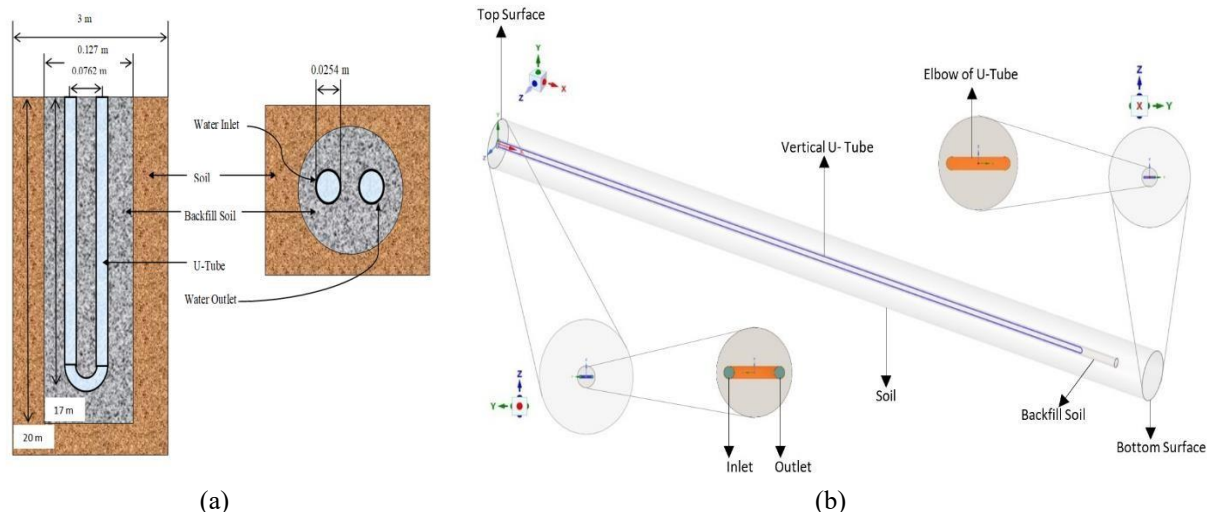 3 m
0.127 m
0.0762 m
0.0254 m
Water Inlet
Soil
Backfill Soil
U-Tube
Water Outlet
17 m
20 m
(a)
Top Surface
Y
X
Z
Y
X
Z
Elbow of U-Tube
Z
X
Y
Vertical U- Tube
Z
Y
Soil
Backfill Soil
Inlet
Outlet
Bottom Surface
(b)